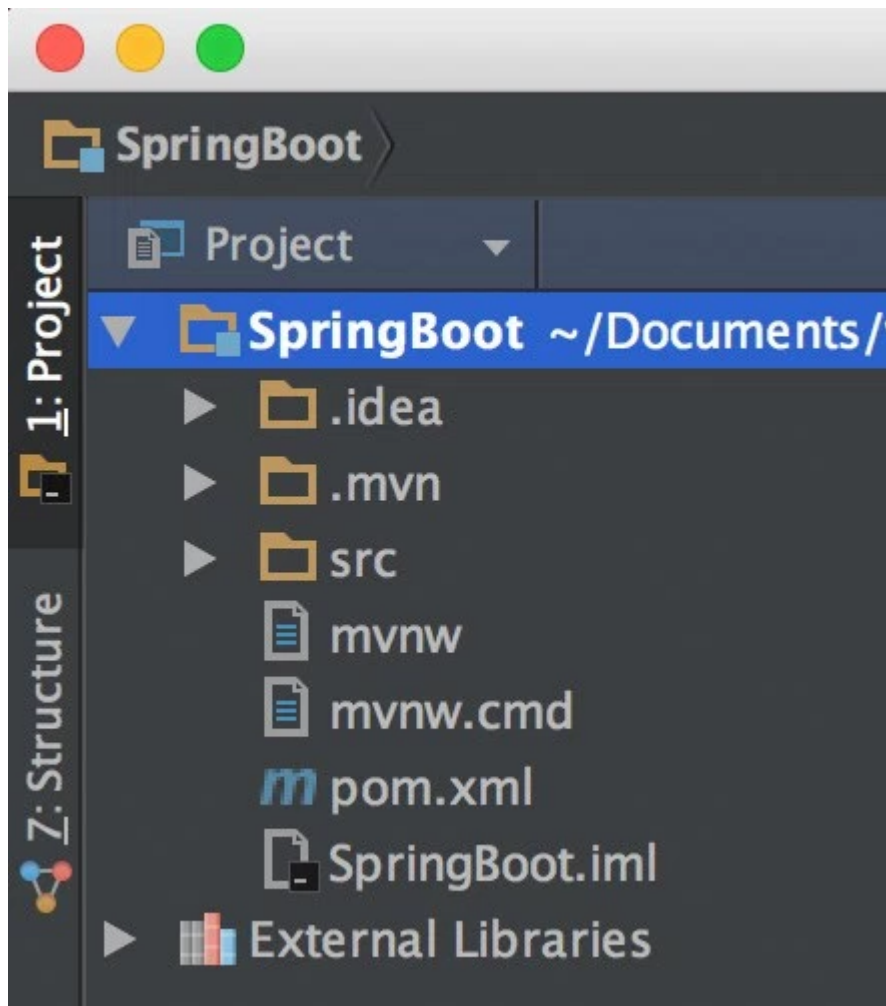 SpringBoot
Project
1: Project
SpringBoot ~/Documents/
.idea
.mvn
src
mvnw
7: Structure
mvnw.cmd
pom.xml
SpringBoot.iml
External Libraries